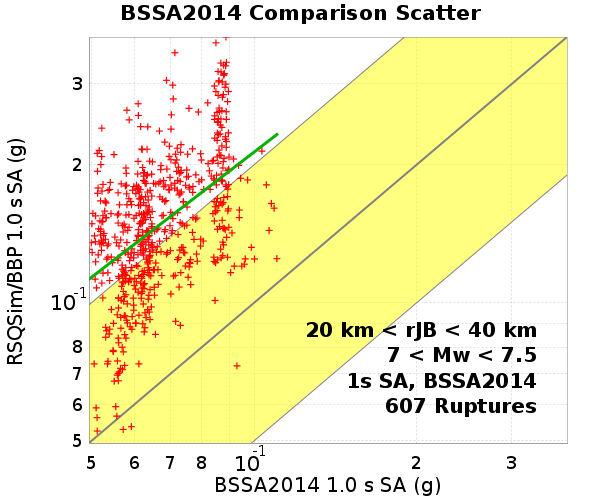 BSSA2014 Comparison Scatter
RSQSim/BBP 1.0 s SA (g)
3
2
10^-1
8
7
6
5
20 km < rJB < 40 km
7 < Mw < 7.5
1s SA, BSSA2014
607 Ruptures
5 6 7 8 10^-1 2 3
BSSA2014 1.0 s SA (g)